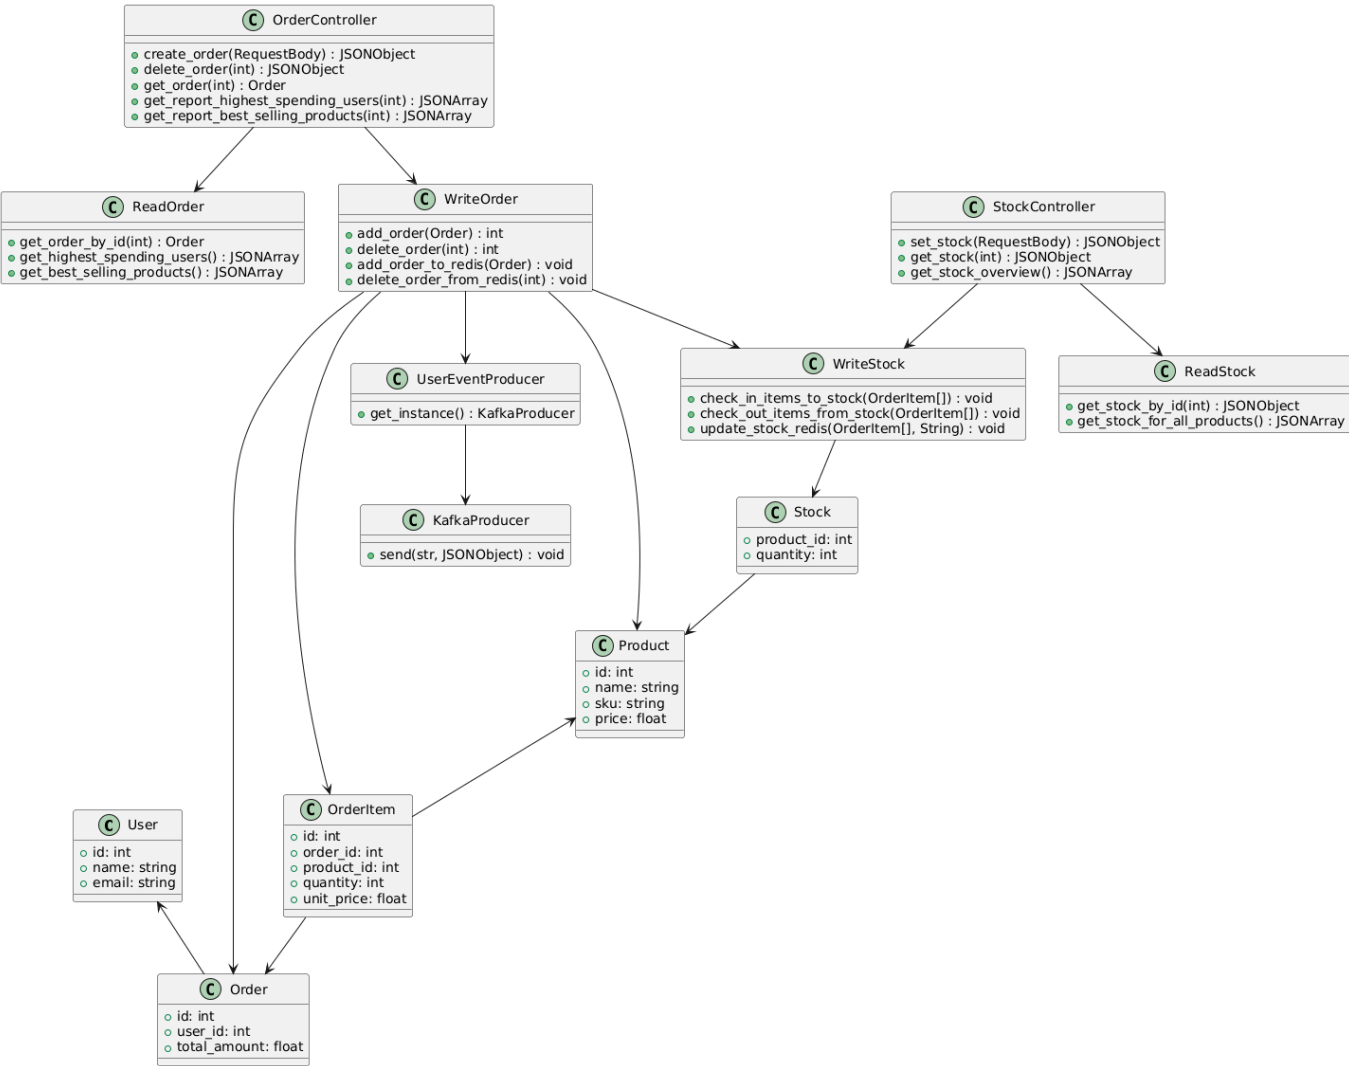 C OrderController
create_order(RequestBody) : JSONObject
delete_order(int) : JSONObject
get_order(int) : Order
get_report_highest_spending_users(int) : JSONArray
get_report_best_selling_products(int) : JSONArray
C ReadOrder
get_order_by_id(int) : Order
get_highest_spending_users() : JSONArray
get_best_selling_products() : JSONArray
C WriteOrder
add_order(Order) : int
delete_order(int) : int
add_order_to_redis(Order) : void
delete_order_from_redis(int) : void
C StockController
set_stock(RequestBody) : JSONObject
get_stock(int) : JSONObject
get_stock_overview() : JSONArray
C UserEventProducer
get_instance() : KafkaProducer
C WriteStock
check_in_items_to_stock(OrderItem[]) : void
check_out_items_from_stock(OrderItem[]) : void
update_stock_redis(OrderItem[], String) : void
C ReadStock
get_stock_by_id(int) : JSONObject
get_stock_for_all_products() : JSONArray
C KafkaProducer
send(str, JSONObject) : void
C Stock
product_id: int
quantity: int
C Product
id: int
name: string
sku: string
price: float
C User
id: int
name: string
email: string
C OrderItem
id: int
order_id: int
product_id: int
quantity: int
unit_price: float
C Order
id: int
user_id: int
total_amount: float